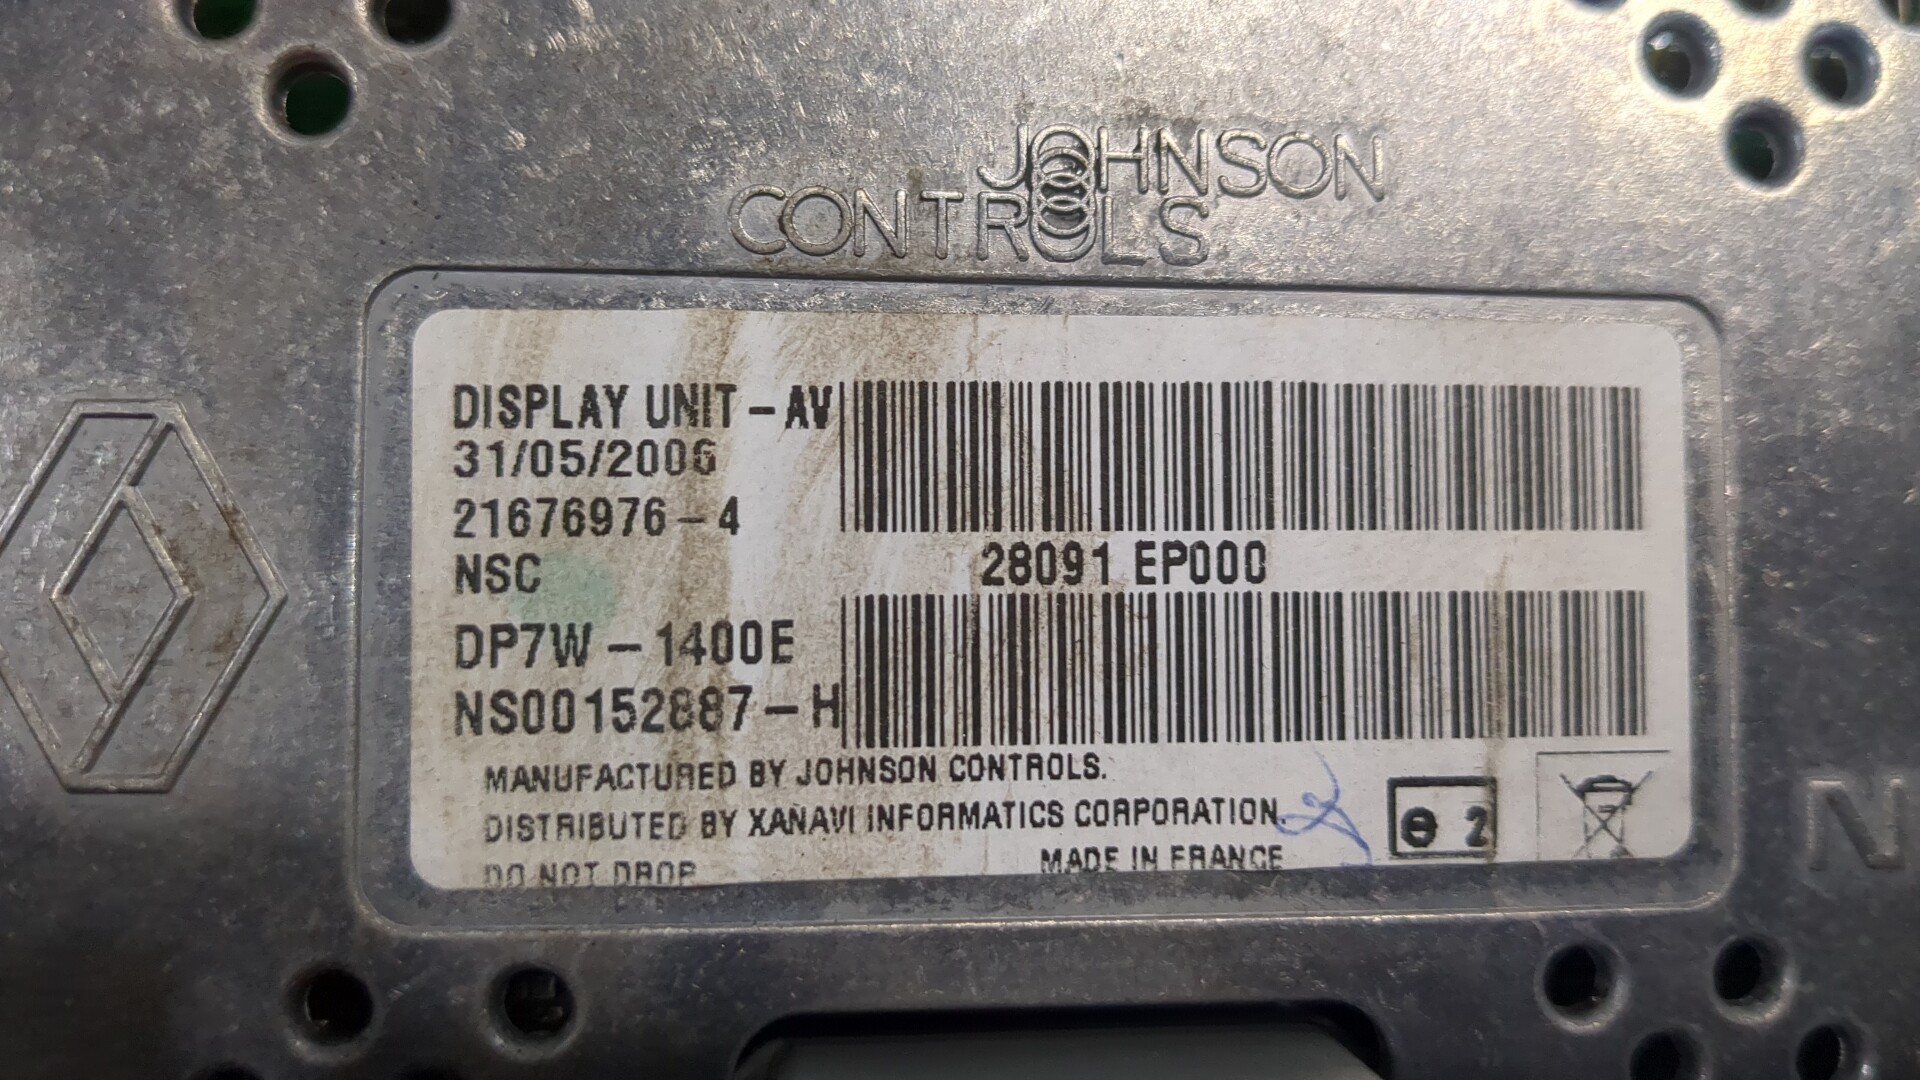 JOHNSON
CONTROLS
DISPLAY UNIT - AV
31/05/2006
21676976 - 4
NSC
28091 EP000
DP7W - 1400E
NS00152887 - H
MANUFACTURED BY JOHNSON CONTROLS.
DISTRIBUTED BY XANAVI INFORMATICS CORPORATION.
DO NOT DROP
MADE IN FRANCE
e 2
N